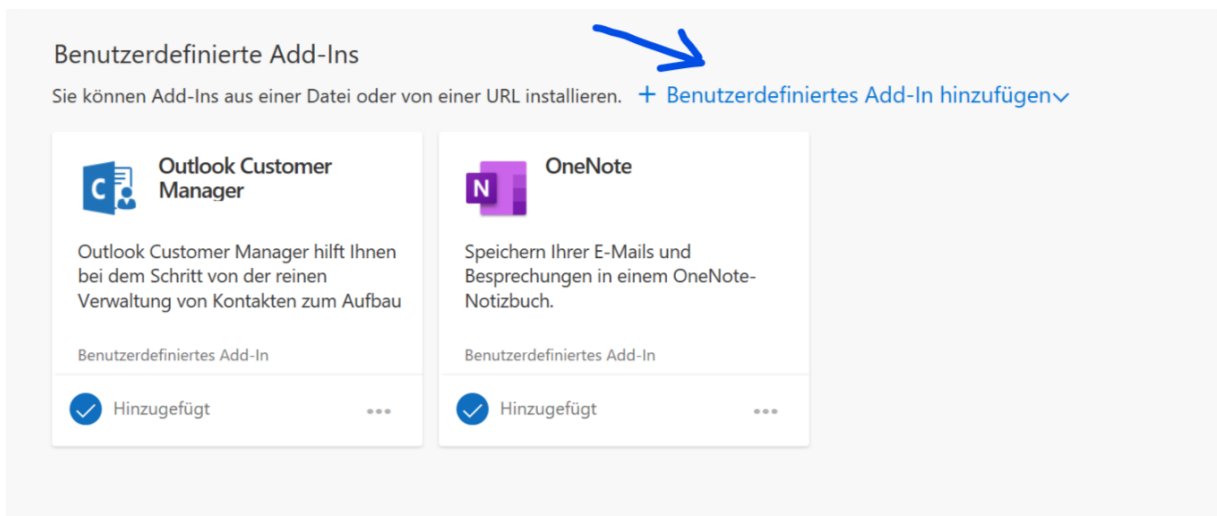 Benutzerdefinierte Add-Ins
Sie können Add-Ins aus einer Datei oder von einer URL installieren. + Benutzerdefiniertes Add-In hinzufügen
Outlook Customer
Manager
C
Outlook Customer Manager hilft Ihnen
bei dem Schritt von der reinen
Verwaltung von Kontakten zum Aufbau
Benutzerdefiniertes Add-In
Hinzugefügt
OneNote
N
Speichern Ihrer E-Mails und
Besprechungen in einem OneNote-
Notizbuch.
Benutzerdefiniertes Add-In
Hinzugefügt